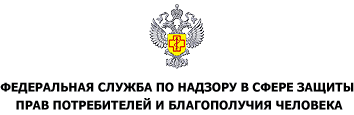 ФЕДЕРАЛЬНАЯ СЛУЖБА ПО НАДЗОРУ В СФЕРЕ ЗАЩИТЫ
ПРАВ ПОТРЕБИТЕЛЕЙ И БЛАГОПОЛУЧИЯ ЧЕЛОВЕКА